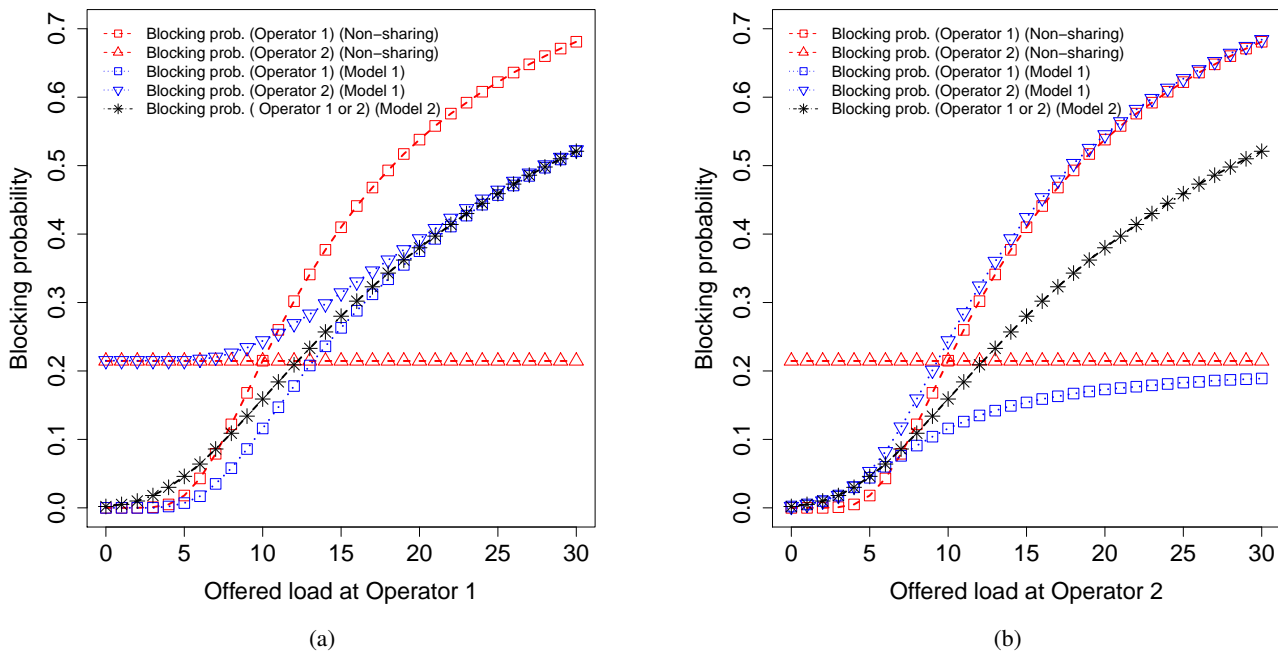 0.7
0.6
0.5
0.4
0.3
0.2
0.1
0.0
Blocking probability
Blocking prob. (Operator 1) (Non−sharing)
Blocking prob. (Operator 2) (Non−sharing)
Blocking prob. (Operator 1) (Model 1)
Blocking prob. (Operator 2) (Model 1)
Blocking prob. ( Operator 1 or 2) (Model 2)
0 5 10 15 20 25 30
Offered load at Operator 1
(a)
0.7
0.6
0.5
0.4
0.3
0.2
0.1
0.0
Blocking probability
Blocking prob. (Operator 1) (Non−sharing)
Blocking prob. (Operator 2) (Non−sharing)
Blocking prob. (Operator 1) (Model 1)
Blocking prob. (Operator 2) (Model 1)
Blocking prob. (Operator 1 or 2) (Model 2)
0 5 10 15 20 25 30
Offered load at Operator 2
(b)